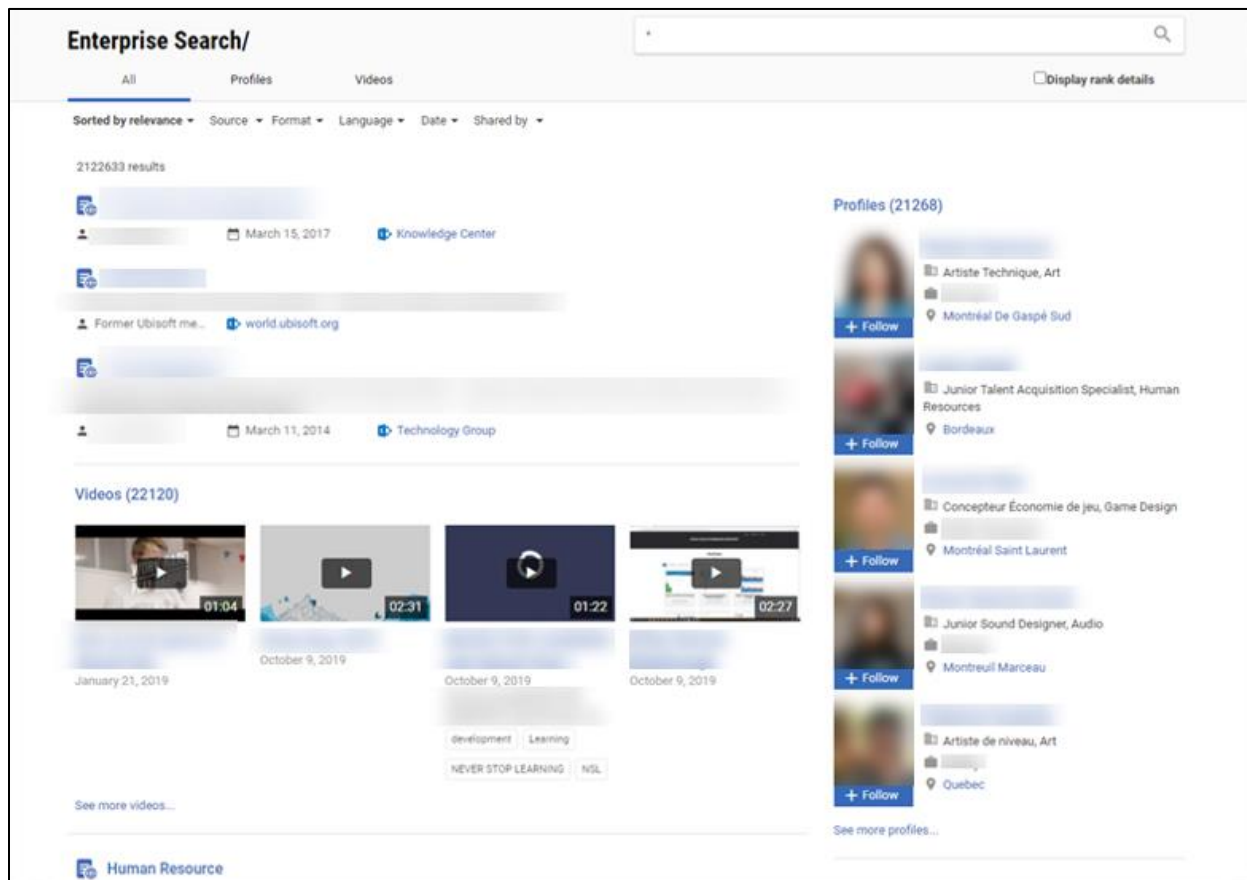 Enterprise Search/
*
All Profiles Videos
Display rank details
Sorted by relevance Source Format Language Date Shared by
2122633 results
March 15, 2017 Knowledge Center
Former Ubisoft me... world.ubisoft.org
March 11, 2014 Technology Group
Videos (22120)
01:04 02:31 01:22 02:27
January 21, 2019
October 9, 2019
October 9, 2019
October 9, 2019
development Learning
NEVER STOP LEARNING NSL
See more videos...
Human Resource
Profiles (21268)
Artiste Technique, Art
Montréal De Gaspé Sud
+ Follow
Junior Talent Acquisition Specialist, Human
Resources
Bordeaux
+ Follow
Concepteur Économie de jeu, Game Design
Montréal Saint Laurent
+ Follow
Junior Sound Designer, Audio
Montreuil Marceau
+ Follow
Artiste de niveau, Art
Quebec
+ Follow
See more profiles...